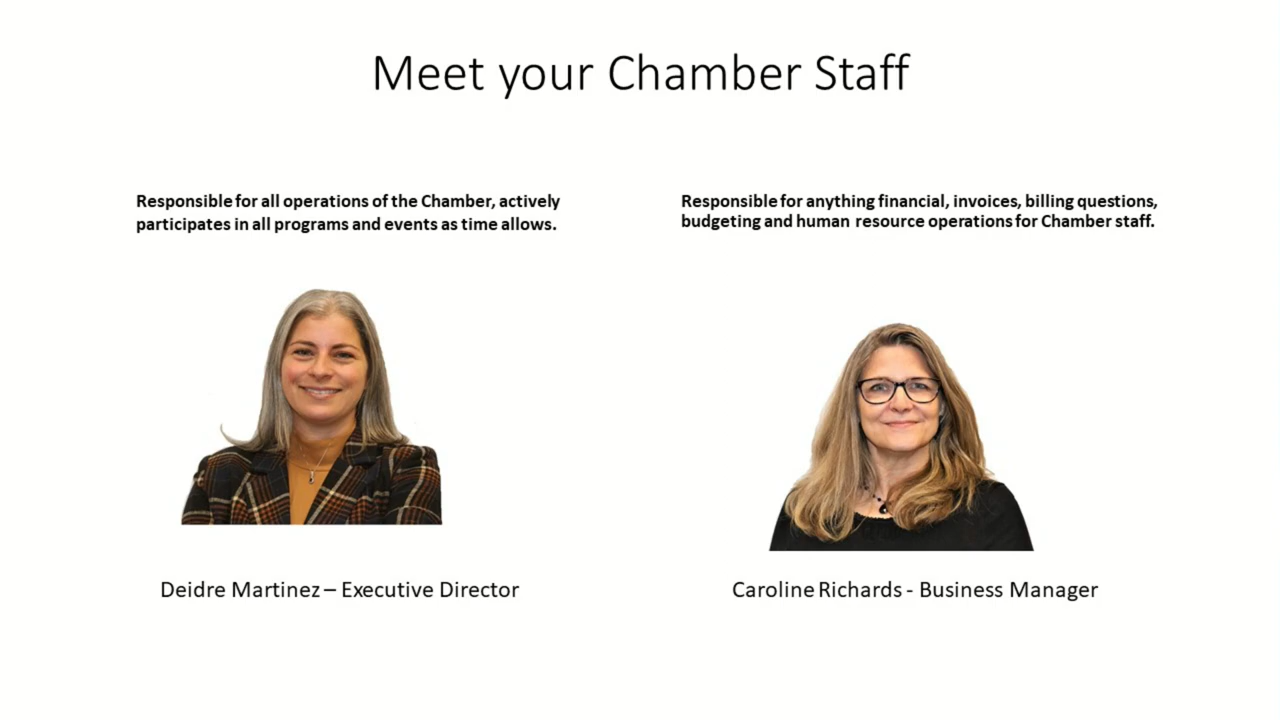 Meet your Chamber Staff
Responsible for all operations of the Chamber, actively
participates in all programs and events as time allows.
Responsible for anything financial, invoices, billing questions,
budgeting and human resource operations for Chamber staff.
Deidre Martinez – Executive Director
Caroline Richards - Business Manager